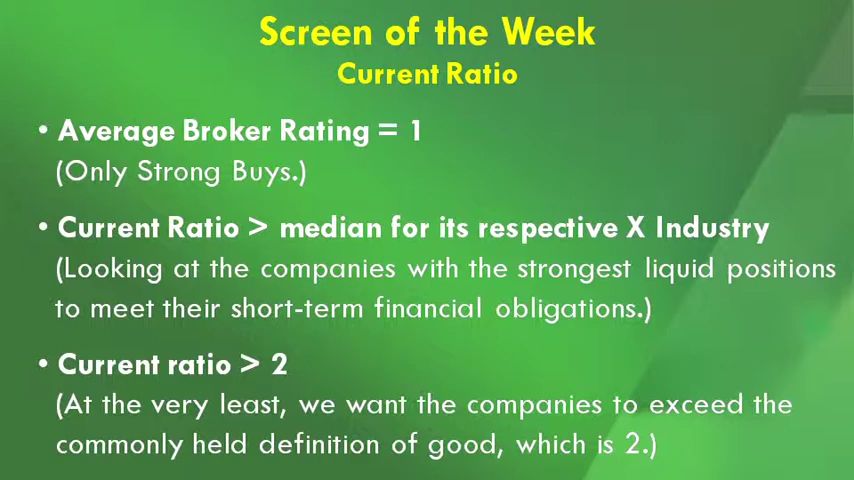 Screen of the Week
Current Ratio
• Average Broker Rating = 1
(Only Strong Buys.)
• Current Ratio > median for its respective X Industry
(Looking at the companies with the strongest liquid positions
to meet their short-term financial obligations.)
• Current ratio > 2
(At the very least, we want the companies to exceed the
commonly held definition of good, which is 2.)